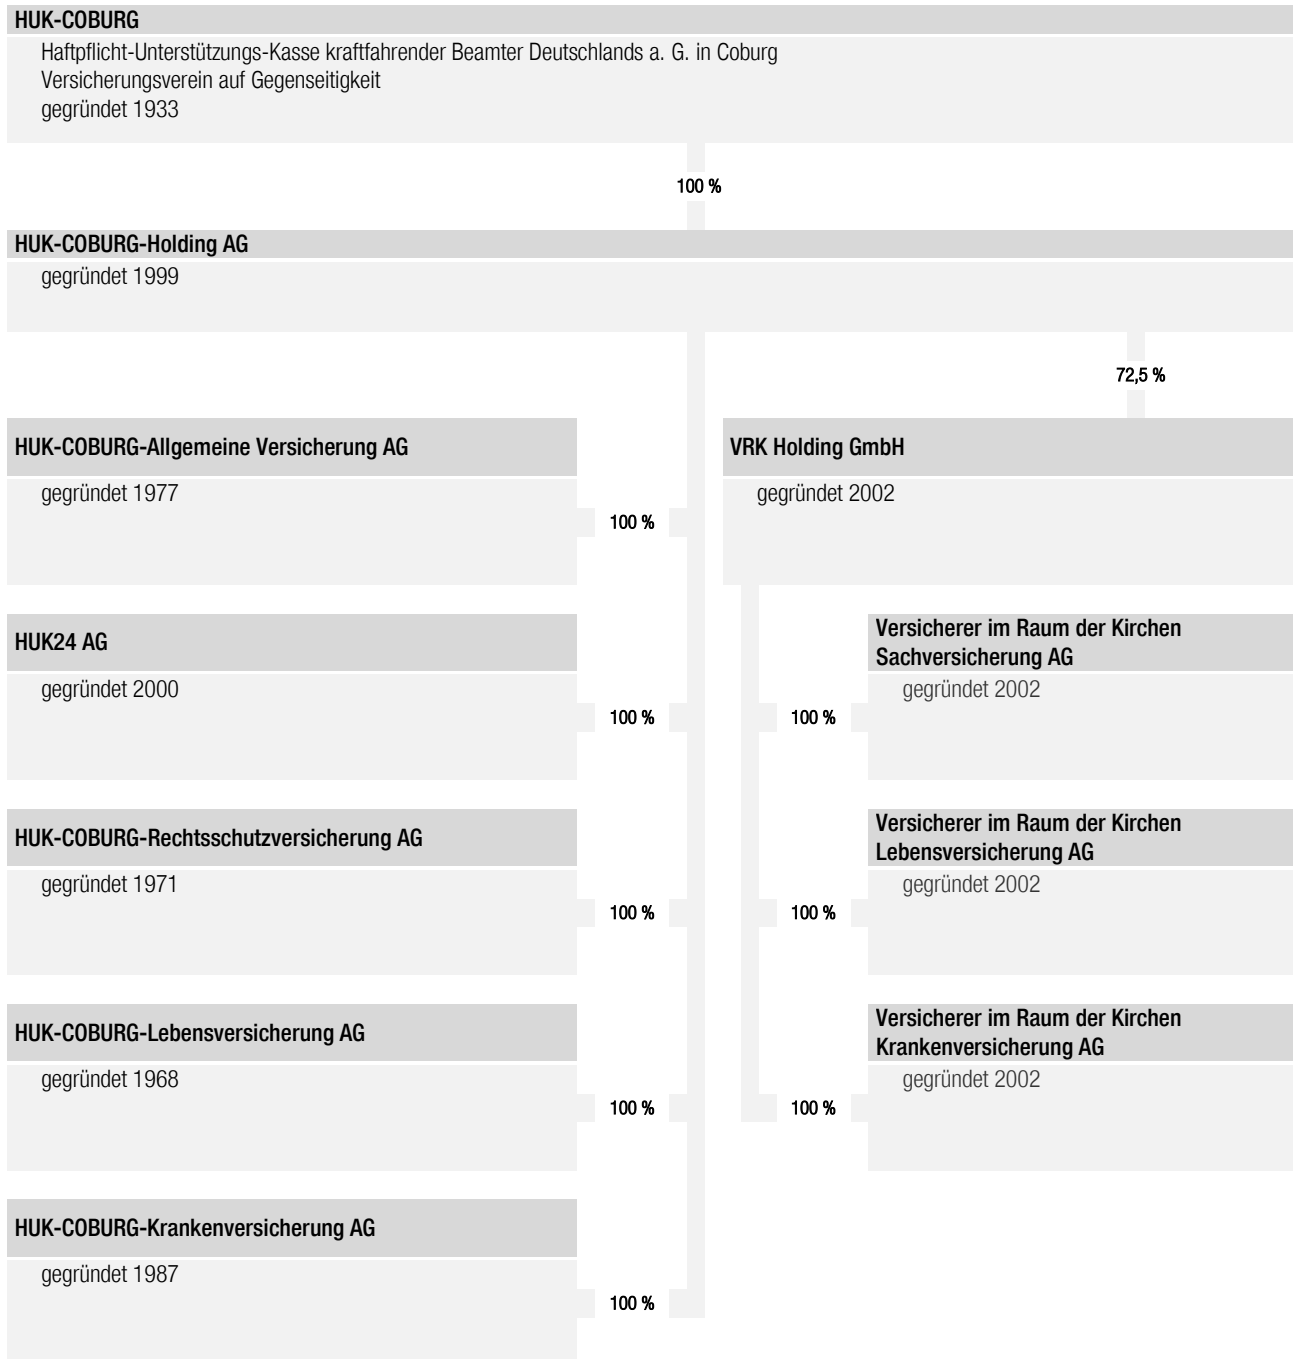 HUK-COBURG
Haftpflicht-Unterstützungs-Kasse kraftfahrender Beamter Deutschlands a. G. in Coburg
Versicherungsverein auf Gegenseitigkeit
gegründet 1933
100 %
HUK-COBURG-Holding AG
gegründet 1999
72,5 %
HUK-COBURG-Allgemeine Versicherung AG
gegründet 1977
100 %
VRK Holding GmbH
gegründet 2002
HUK24 AG
gegründet 2000
100 %
Versicherer im Raum der Kirchen
Sachversicherung AG
gegründet 2002
100 %
HUK-COBURG-Rechtsschutzversicherung AG
gegründet 1971
100 %
Versicherer im Raum der Kirchen
Lebensversicherung AG
gegründet 2002
100 %
HUK-COBURG-Lebensversicherung AG
gegründet 1968
100 %
Versicherer im Raum der Kirchen
Krankenversicherung AG
gegründet 2002
100 %
HUK-COBURG-Krankenversicherung AG
gegründet 1987
100 %